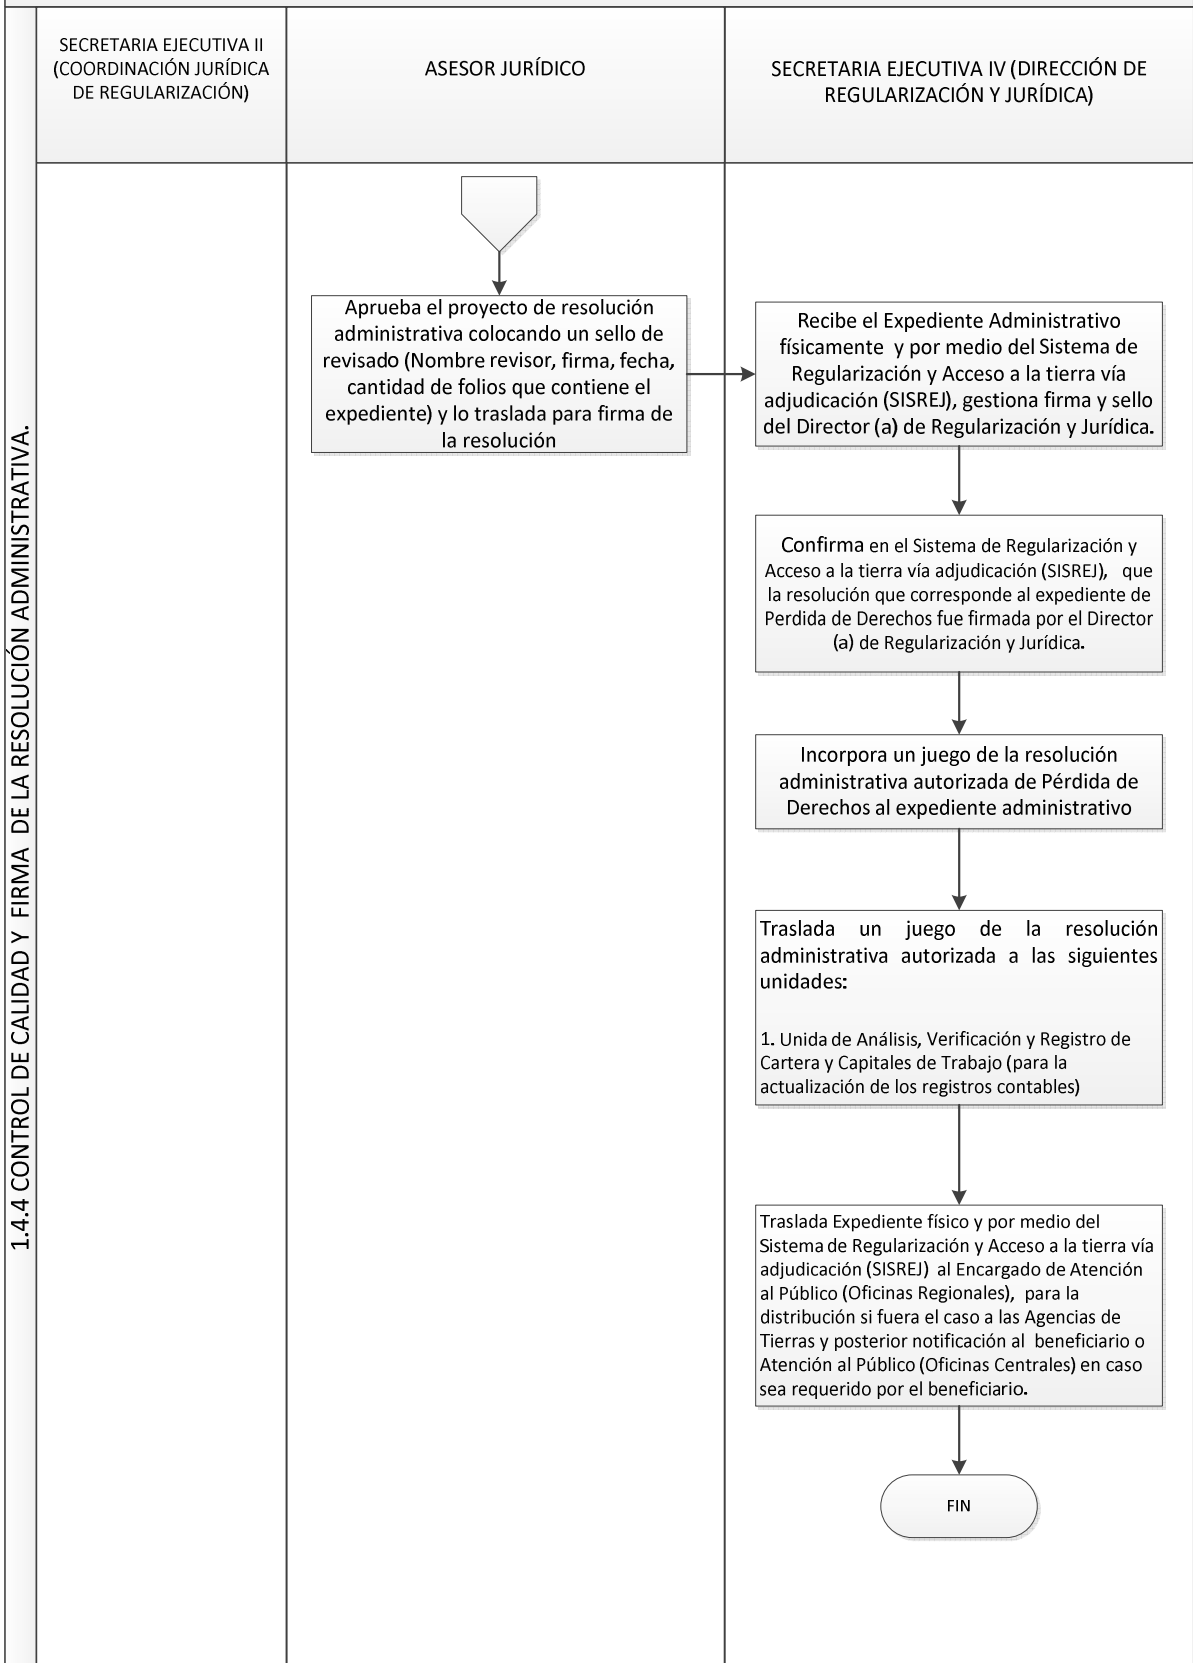 1.4.4 CONTROL DE CALIDAD Y FIRMA DE LA RESOLUCIÓN ADMINISTRATIVA.
SECRETARIA EJECUTIVA II
(COORDINACIÓN JURÍDICA
DE REGULARIZACIÓN)
ASESOR JURÍDICO
SECRETARIA EJECUTIVA IV (DIRECCIÓN DE
REGULARIZACIÓN Y JURÍDICA)
Aprueba el proyecto de resolución
administrativa colocando un sello de
revisado (Nombre revisor, firma, fecha,
cantidad de folios que contiene el
expediente) y lo traslada para firma de
la resolución
Recibe el Expediente Administrativo
físicamente y por medio del Sistema de
Regularización y Acceso a la tierra vía
adjudicación (SISREJ), gestiona firma y sello
del Director (a) de Regularización y Jurídica.
Confirma en el Sistema de Regularización y
Acceso a la tierra vía adjudicación (SISREJ), que
la resolución que corresponde al expediente de
Perdida de Derechos fue firmada por el Director
(a) de Regularización y Jurídica.
Incorpora un juego de la resolución
administrativa autorizada de Pérdida de
Derechos al expediente administrativo
Traslada un juego de la resolución
administrativa autorizada a las siguientes
unidades:
1. Unida de Análisis, Verificación y Registro de
Cartera y Capitales de Trabajo (para la
actualización de los registros contables)
Traslada Expediente físico y por medio del
Sistema de Regularización y Acceso a la tierra vía
adjudicación (SISREJ) al Encargado de Atención
al Público (Oficinas Regionales), para la
distribución si fuera el caso a las Agencias de
Tierras y posterior notificación al beneficiario o
Atención al Público (Oficinas Centrales) en caso
sea requerido por el beneficiario.
FIN